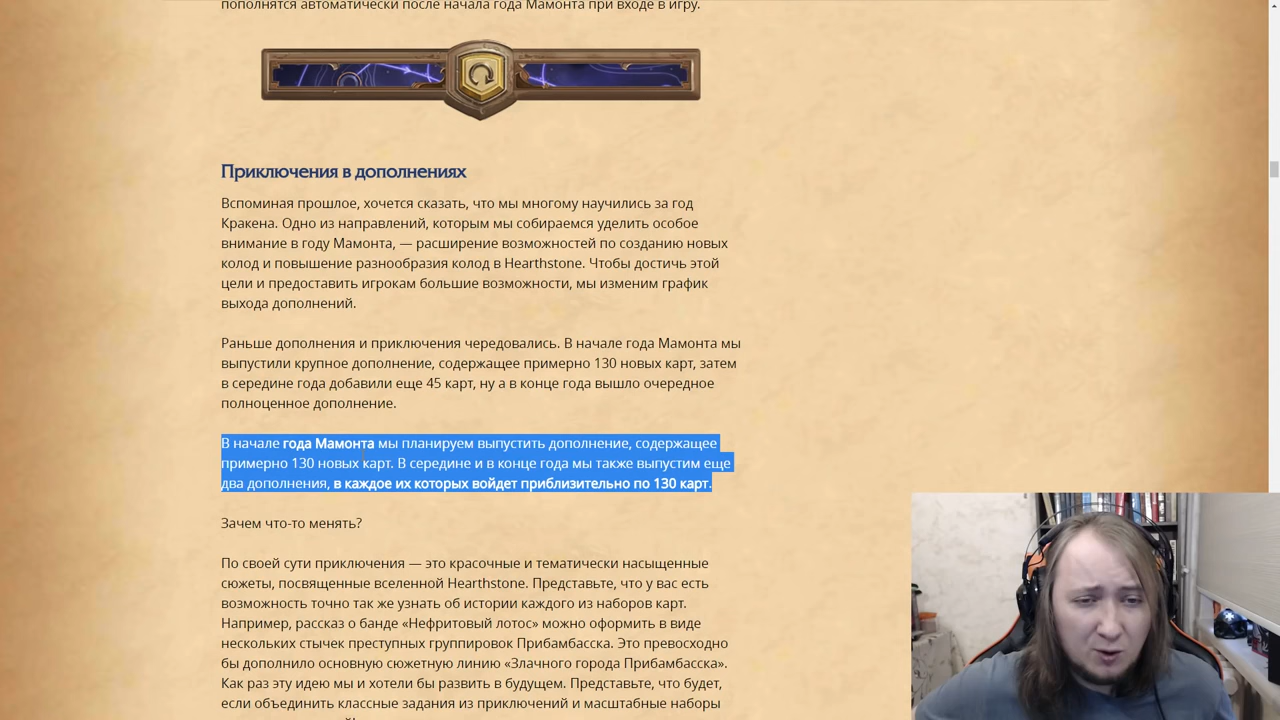 пополнятся автоматически после начала года Мамонта при входе в игру.
Приключения в дополнениях
Вспоминая прошлое, хочется сказать, что мы многому научились за год
Кракена. Одно из направлений, которым мы собираемся уделить особое
внимание в году Мамонта, — расширение возможностей по созданию новых
колод и повышение разнообразия колод в Hearthstone. Чтобы достичь этой
цели и предоставить игрокам большие возможности, мы изменим график
выхода дополнений.
Раньше дополнения и приключения чередовались. В начале года Мамонта мы
выпустили крупное дополнение, содержащее примерно 130 новых карт, затем
в середине года добавили еще 45 карт, ну а в конце года вышло очередное
полноценное дополнение.
В начале года Мамонта мы планируем выпустить дополнение, содержащее
примерно 130 новых карт. В середине и в конце года мы также выпустим еще
два дополнения, в каждое их которых войдет приблизительно по 130 карт.
Зачем что-то менять?
По своей сути приключения — это красочные и тематически насыщенные
сюжеты, посвященные вселенной Hearthstone. Представьте, что у вас есть
возможность точно так же узнать об истории каждого из наборов карт.
Например, рассказ о банде «Нефритовый лотос» можно оформить в виде
нескольких стычек преступных группировок Прибамбасска. Это превосходно
бы дополнило основную сюжетную линию «Злачного города Прибамбасска».
Как раз эту идею мы и хотели бы развить в будущем. Представьте, что будет,
если объединить классные задания из приключений и масштабные наборы